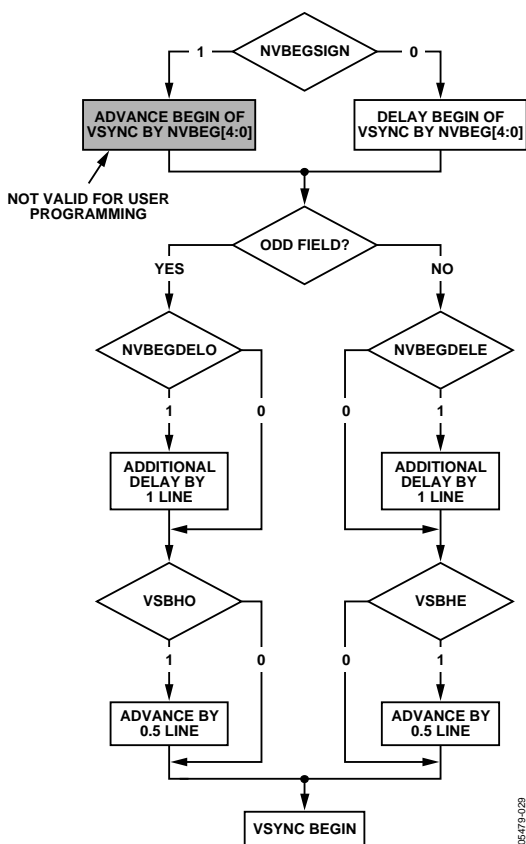 NVBEGSIGN
1
0
ADVANCE BEGIN OF
VSYNC BY NVBEG[4:0]
DELAY BEGIN OF
VSYNC BY NVBEG[4:0]
NOT VALID FOR USER
PROGRAMMING
ODD FIELD?
YES
NO
NVBEGDELO
NVBEGDELE
1
0
0
1
ADDITIONAL
DELAY BY
1 LINE
ADDITIONAL
DELAY BY
1 LINE
VSBHO
VSBHE
1
0
0
1
ADVANCE BY
0.5 LINE
ADVANCE BY
0.5 LINE
VSYNC BEGIN
05479-029